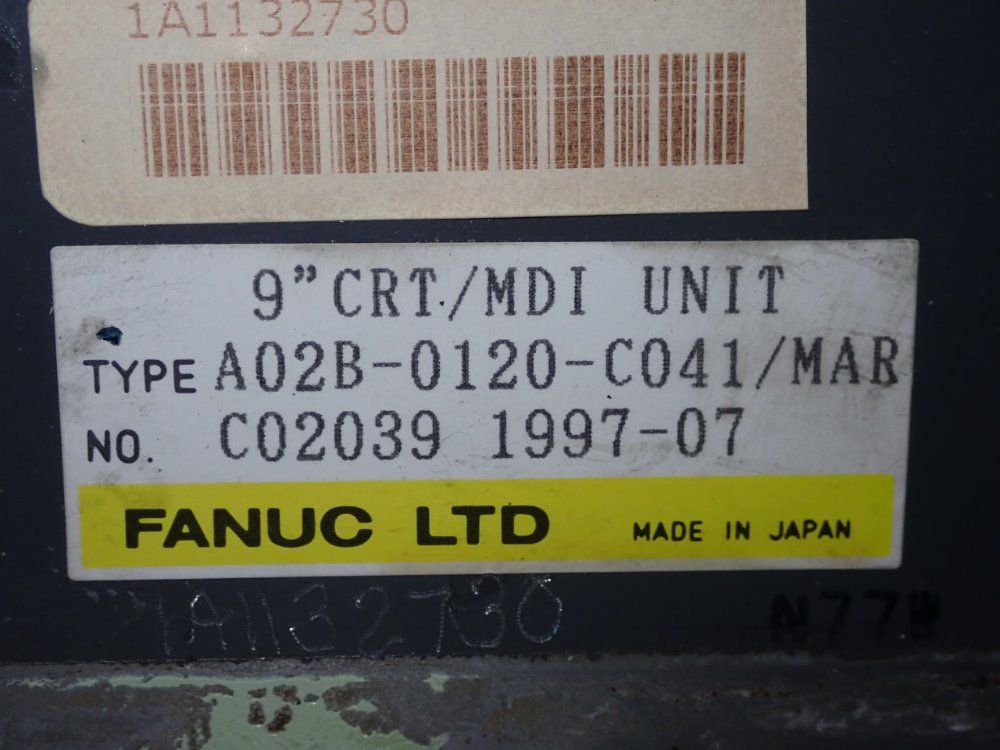 1A1132730
9”CRT/MDI UNIT
TYPE A02B-0120-C041/MAR
NO. C02039 1997-07
FANUC LTD MADE IN JAPAN
1A1132730
N77W